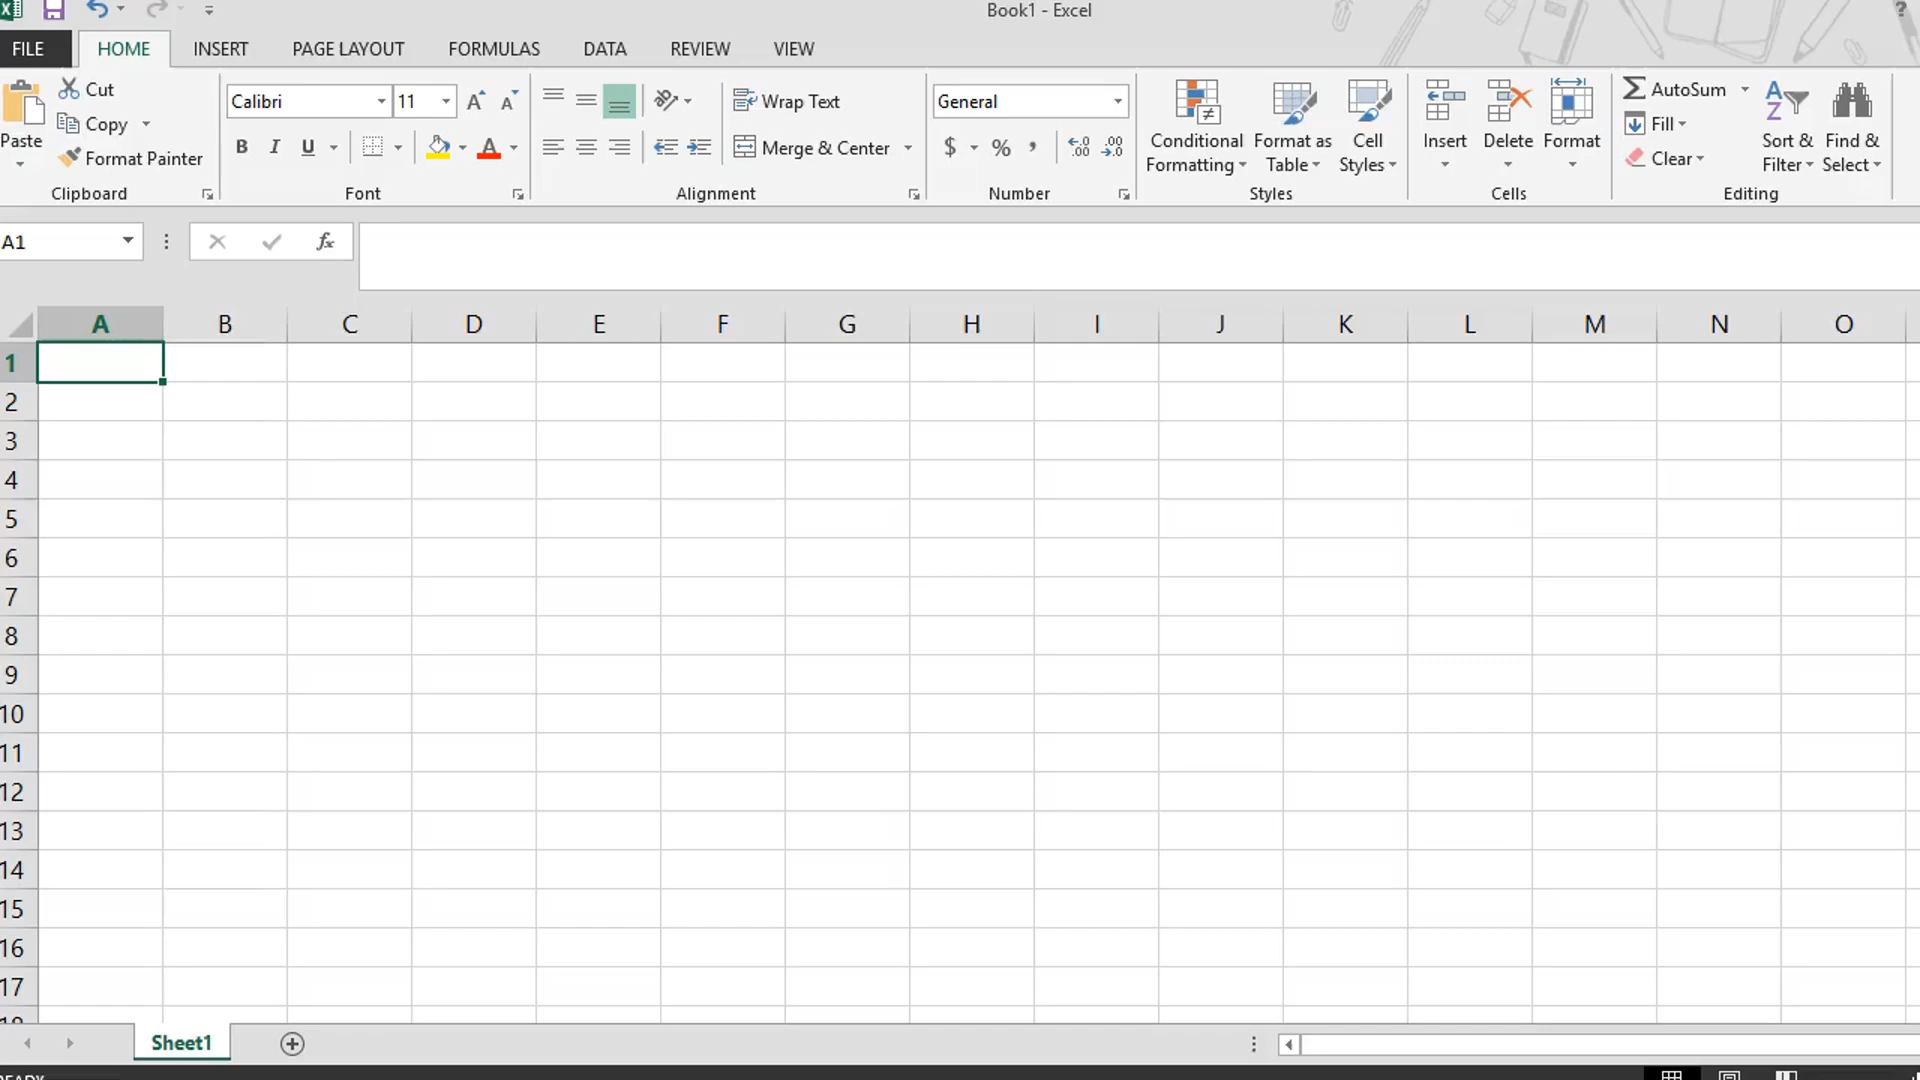 Book1 - Excel
?
FILE HOME INSERT PAGE LAYOUT FORMULAS DATA REVIEW VIEW
Cut
Copy
Format Painter
Paste
Clipboard
Calibri 11
B I U
Font
Wrap Text
Merge & Center
Alignment
General
$ % ,
Number
Conditional Formatting
Format as Table
Cell Styles
Styles
Insert Delete Format
Cells
AutoSum
Fill
Clear
Sort & Filter
Find & Select
Editing
A1
fx
A B C D E F G H I J K L M N O
1
2
3
4
5
6
7
8
9
10
11
12
13
14
15
16
17
18
Sheet1